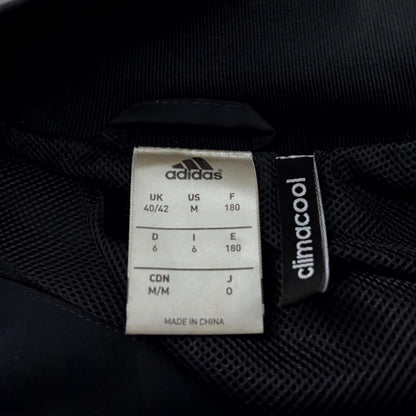 adidas
UK US F
40/42 M 180
D I E
6 6 180
CDN J
M/M O
MADE IN CHINA
climacool